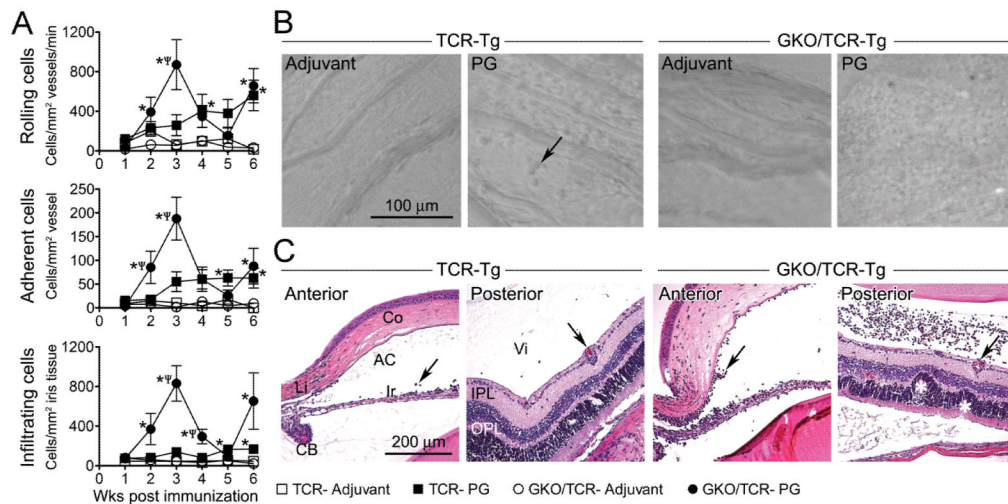 A
Rolling cells
Cells/mm² vessels/min
1200
800
400
0
1 2 3 4 5 6
* *Ψ * * *
Adherent cells
Cells/mm² vessel
250
200
150
100
50
0
0 1 2 3 4 5 6
*Ψ *Ψ * * *
Infiltrating cells
Cells/mm² iris tissue
1200
800
400
0
0 1 2 3 4 5 6
* *Ψ *Ψ * * *
Wks post immunization
B
TCR-Tg GKO/TCR-Tg
Adjuvant PG Adjuvant PG
100 μm
C
TCR-Tg GKO/TCR-Tg
Anterior Posterior Anterior Posterior
Co
AC
Vi
Li
Ir
IPL
OPL
CB
200 μm
* *
TCR- Adjuvant TCR- PG GKO/TCR- Adjuvant GKO/TCR- PG